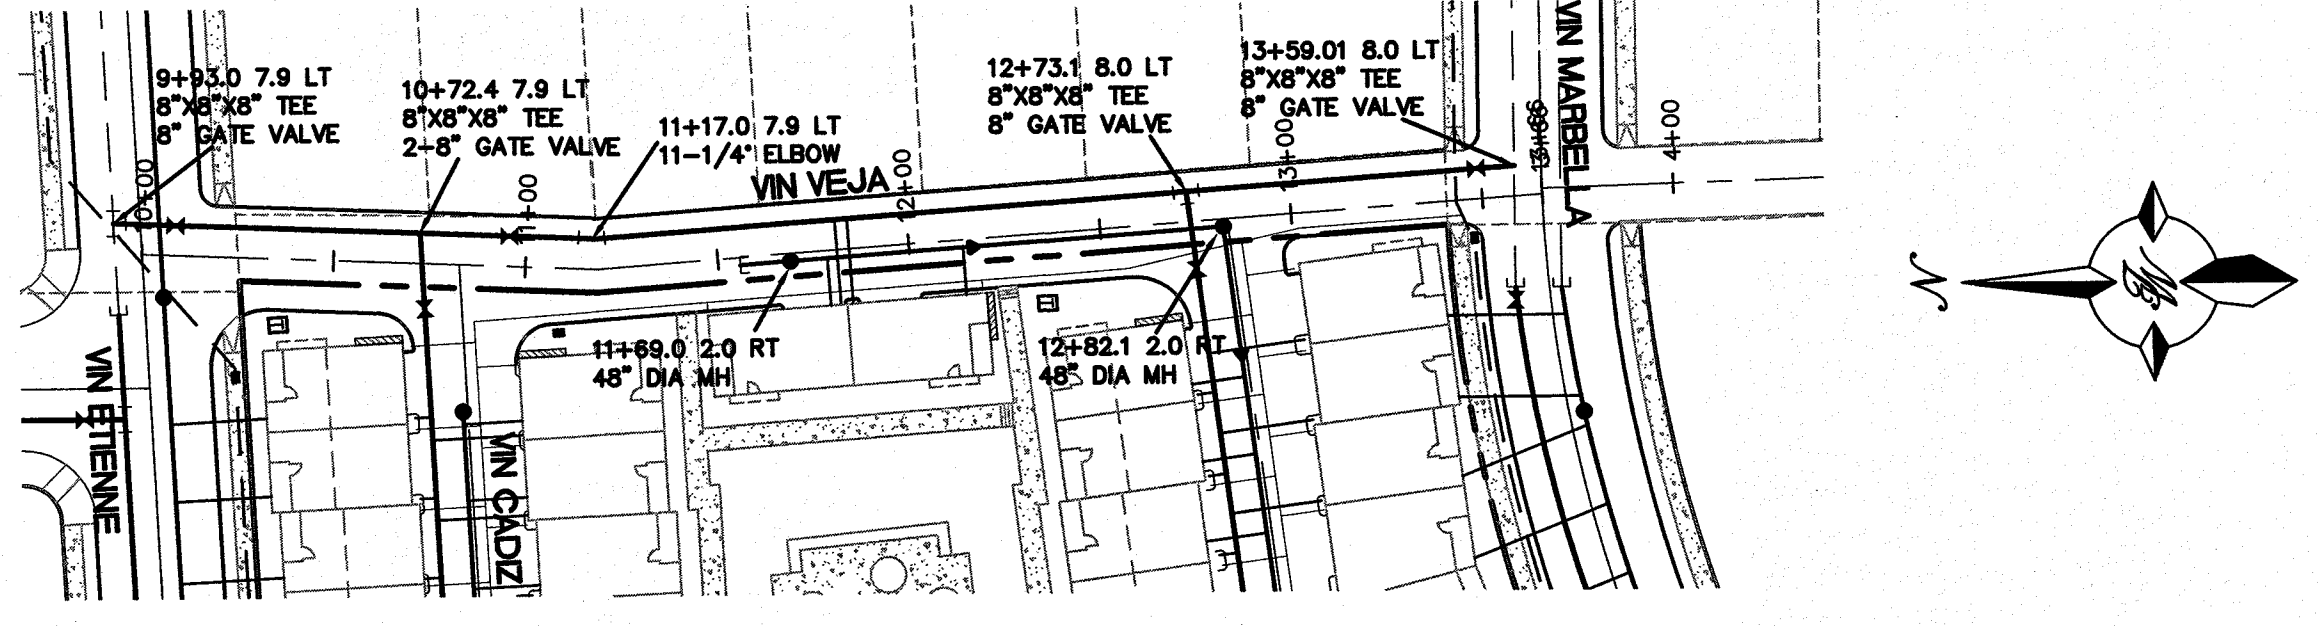 9+93.0 7.9 LT
8"X8"X8" TEE
8" GATE VALVE
10+72.4 7.9 LT
8"X8"X8" TEE
2-8" GATE VALVE
11+17.0 7.9 LT
11-1/4° ELBOW
12+73.1 8.0 LT
8"X8"X8" TEE
8" GATE VALVE
13+59.01 8.0 LT
8"X8"X8" TEE
8" GATE VALVE
VIN MARBELLA
VIN VEJA
12+00
13+00
13+66
4+00
11+69.0 2.0 RT
48" DIA MH
12+82.1 2.0 RT
48" DIA MH
VIN ETIENNE
VIN CADIZ
N